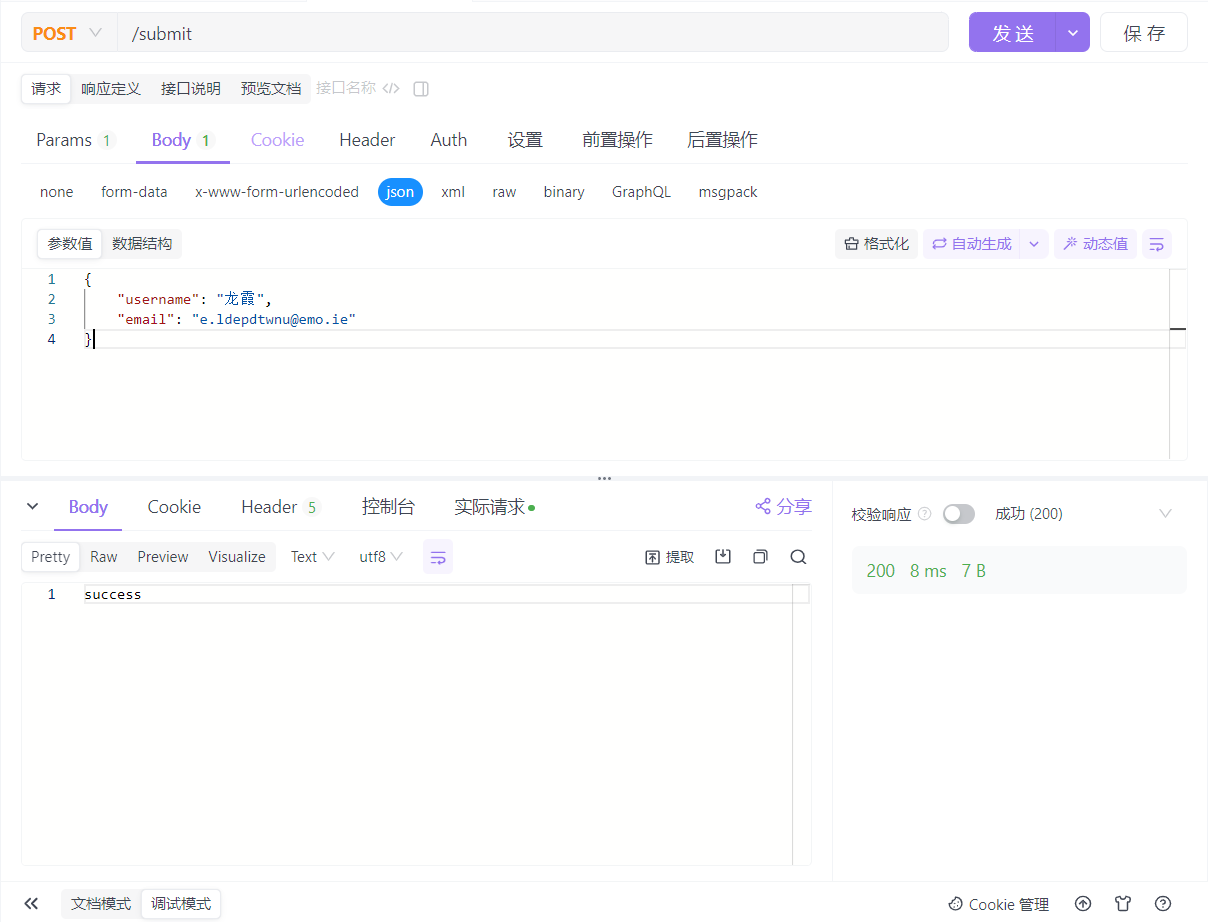 POST /submit 发送 保存
请求 响应定义 接口说明 预览文档 接口名称
Params 1 Body 1 Cookie Header Auth 设置 前置操作 后置操作
none form-data x-www-form-urlencoded json xml raw binary GraphQL msgpack
参数值 数据结构 格式化 自动生成 动态值
1 {
2 "username": "龙霞",
3 "email": "e.ldepdtwnu@emo.ie"
4 }
Body Cookie Header 5 控制台 实际请求 分享
校验响应 成功 (200)
Pretty Raw Preview Visualize Text utf8 提取
200 8 ms 7 B
1 success
文档模式 调试模式 Cookie 管理